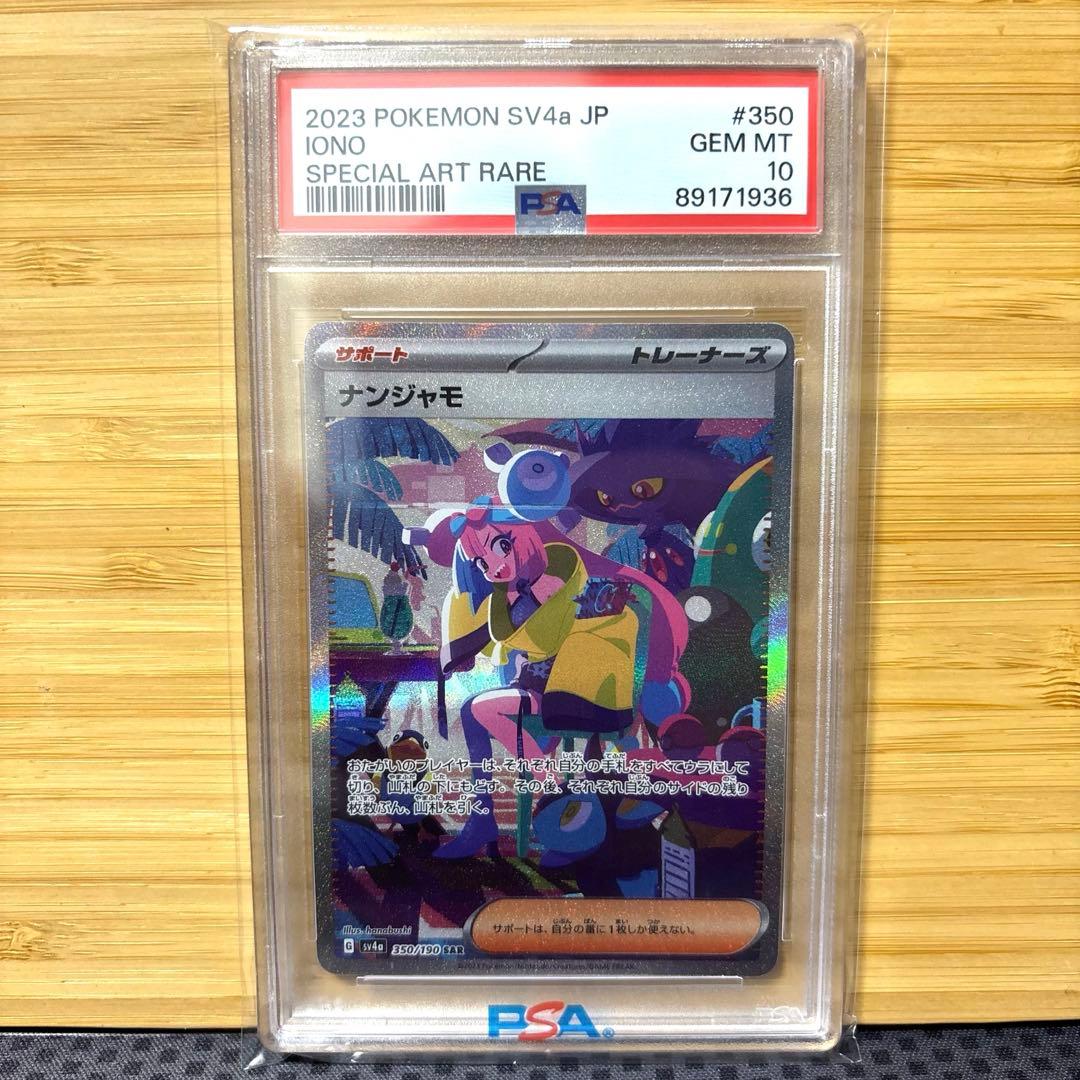 2023 POKEMON SV4a JP #350
IONO GEM MT
SPECIAL ART RARE 10
PSA 89171936
サポート トレーナーズ
ナンジャモ
おたがいのプレイヤーは、それぞれ自分の手札をすべてウラにして
切り、山札の下にもどす。その後、それぞれ自分のサイドの残り
枚数ぶん、山札を引く。
サポートは、自分の番に1枚しか使えない。
Illus. hanabushi
G sv4a 350/190 SAR
©2023 Pokémon/Nintendo/Creatures/GAME FREAK.
PSA®